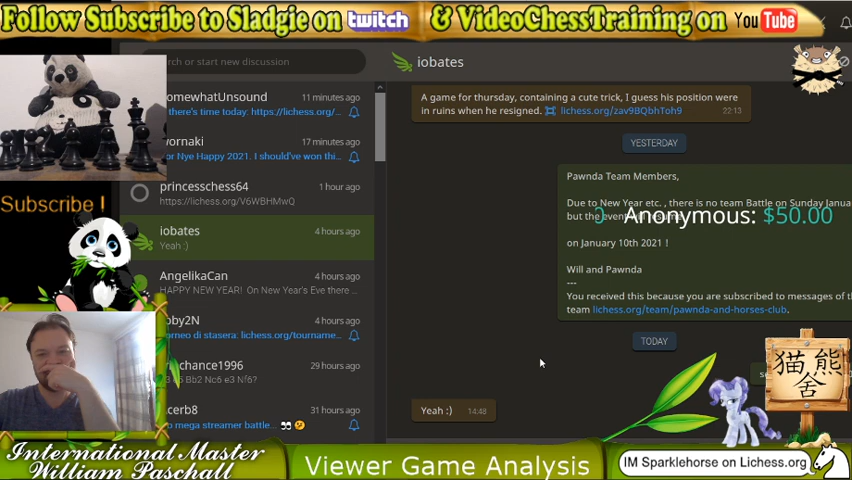 Follow Subscribe to Sladgie on twitch & VideoChessTraining on YouTube
or start new discussion
iobates
omewhatUnsound 11 minutes ago
there's time today: https://lichess.org/...
17 minutes ago
or Nye Happy 2021. I should've won thi...
princesschess64 1 hour ago
https://lichess.org/V6WBHMwQ
iobates 4 hours ago
Yeah :)
AngelikaCan 4 hours ago
HAPPY NEW YEAR! On New Year's Eve there ...
by2N 4 hours ago
orneo di stasera: lichess.org/tourname...
chance1996 29 hours ago
Bb2 Nc6 e3 Nf6?
cerb8 31 hours ago
mega streamer battle... 👀🤔
Subscribe !
A game for thursday, containing a cute trick, I guess his position were
in ruins when he resigned. lichess.org/zav9BQbhToh9
22:13
YESTERDAY
Pawnda Team Members,
Due to New Year etc. , there is no team Battle on Sunday Janua
but the event
Anonymous: $50.00
on January 10th 2021 !
Will and Pawnda
---
You received this because you are subscribed to messages of the
team lichess.org/team/pawnda-and-horses-club.
TODAY
Yeah :) 14:48
猫熊
舍
International Master
William Paschall
Viewer Game Analysis
IM Sparklehorse on Lichess.org